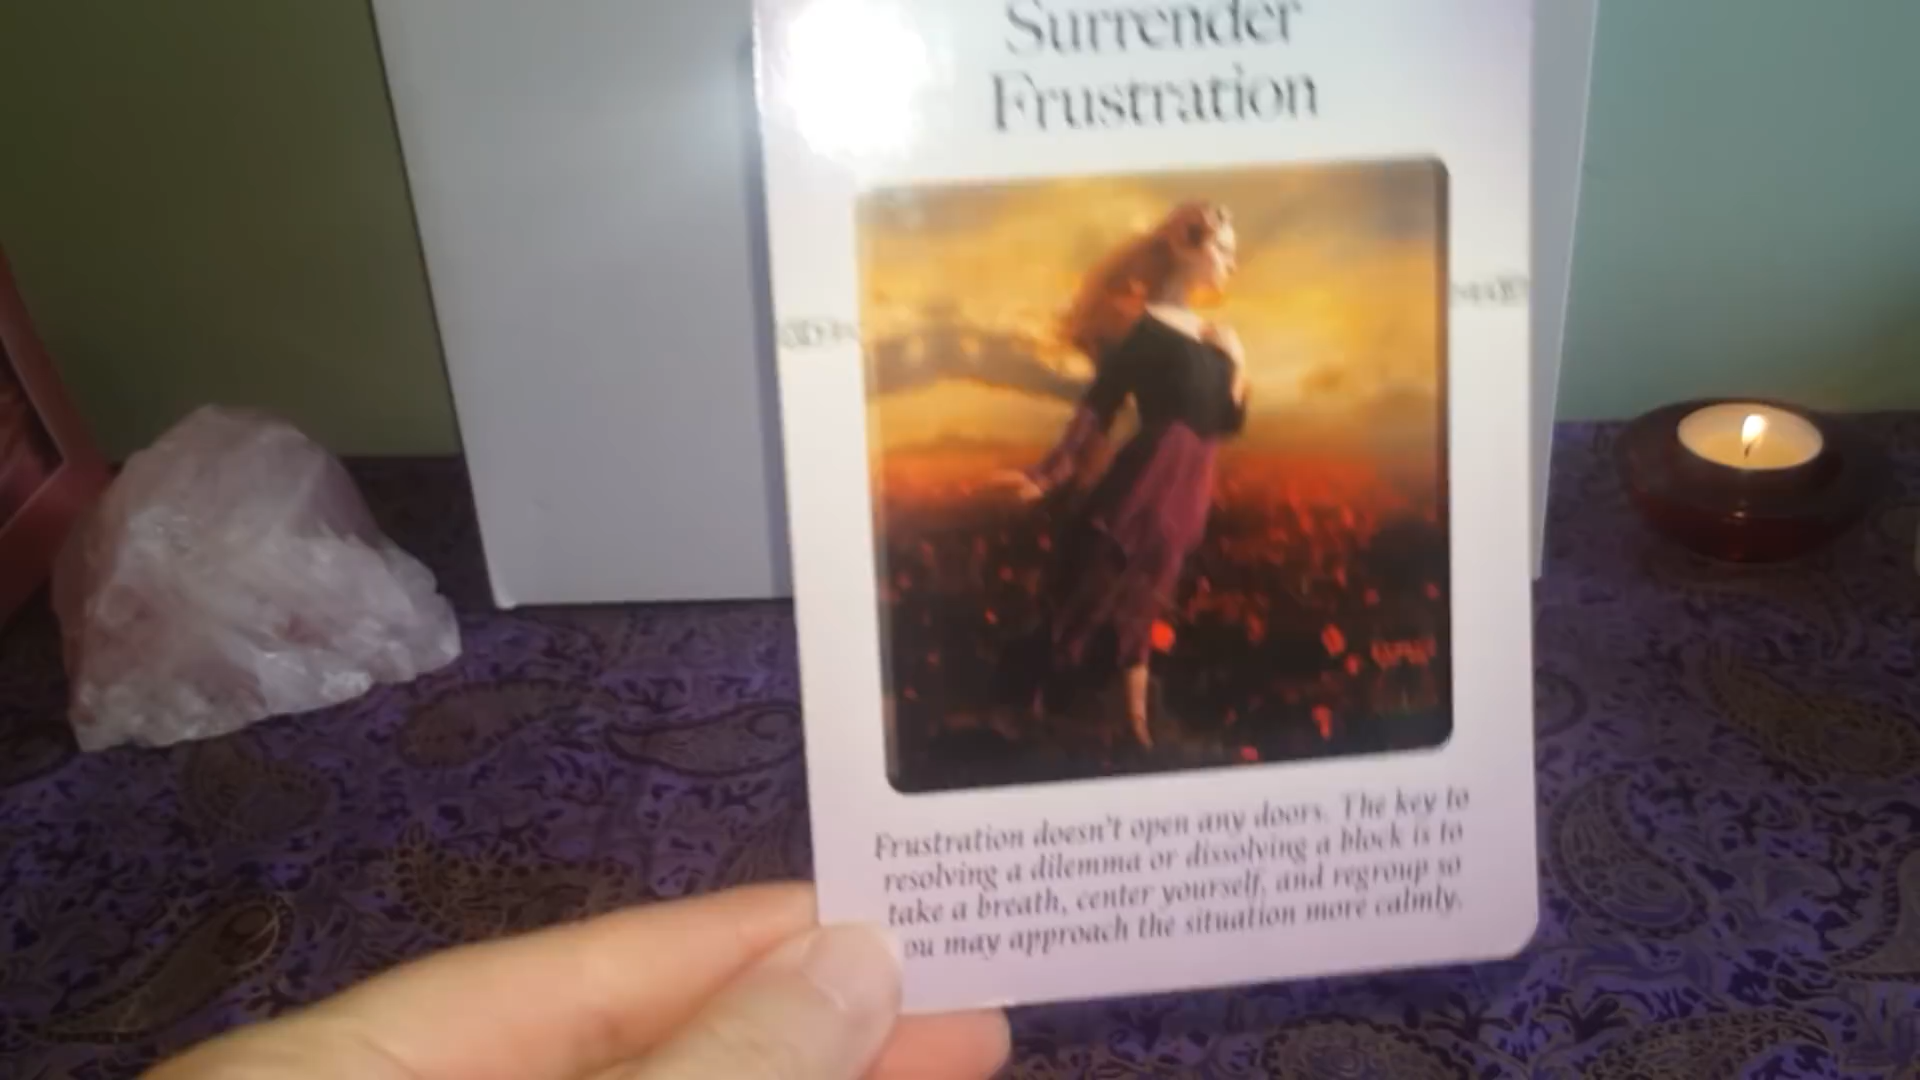 Surrender
Frustration
Frustration doesn't open any doors. The key to
resolving a dilemma or dissolving a block is to
take a breath, center yourself, and regroup so
ou may approach the situation more calmly.